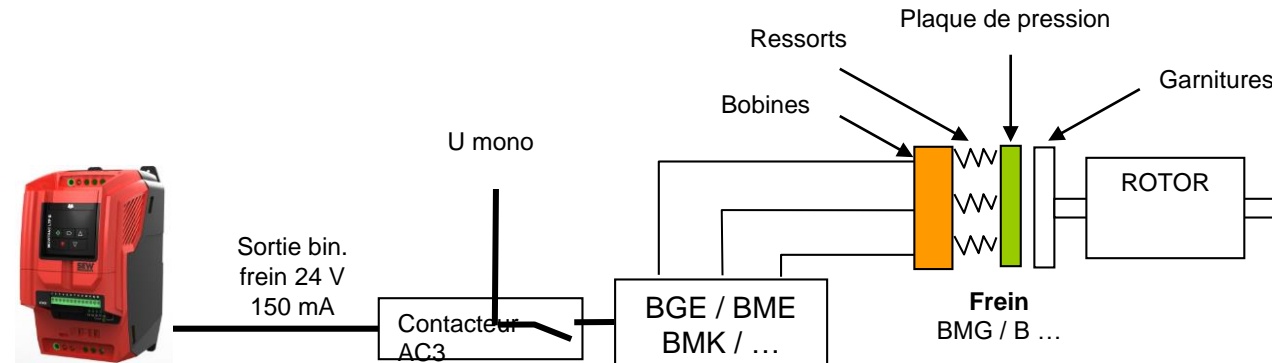 Plaque de pression
Ressorts
Garnitures
Bobines
U mono
ROTOR
SEW
Sortie bin.
frein 24 V
150 mA
Contacteur
AC3
BGE / BME
BMK / …
Frein
BMG / B …